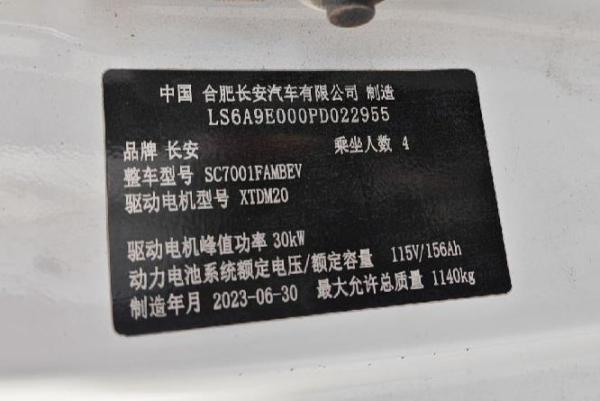 中国 合肥长安汽车有限公司 制造
LS6A9E000PD022955
品牌 长安 乘坐人数 4
整车型号 SC7001FAMBEV
驱动电机型号 XTDM20
驱动电机峰值功率 30kW
动力电池系统额定电压/额定容量 115V/156Ah
制造年月 2023-06-30 最大允许总质量 1140kg